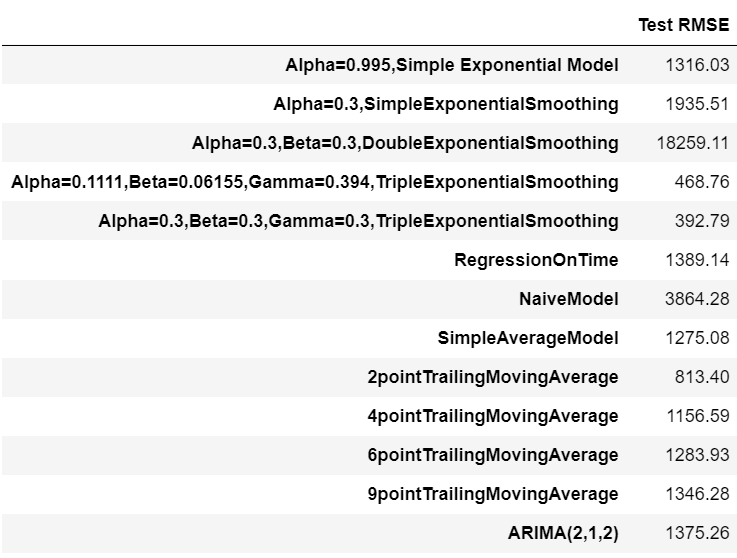 Test RMSE
Alpha=0.995,Simple Exponential Model 1316.03
Alpha=0.3,SimpleExponentialSmoothing 1935.51
Alpha=0.3,Beta=0.3,DoubleExponentialSmoothing 18259.11
Alpha=0.1111,Beta=0.06155,Gamma=0.394,TripleExponentialSmoothing 468.76
Alpha=0.3,Beta=0.3,Gamma=0.3,TripleExponentialSmoothing 392.79
RegressionOnTime 1389.14
NaiveModel 3864.28
SimpleAverageModel 1275.08
2pointTrailingMovingAverage 813.40
4pointTrailingMovingAverage 1156.59
6pointTrailingMovingAverage 1283.93
9pointTrailingMovingAverage 1346.28
ARIMA(2,1,2) 1375.26